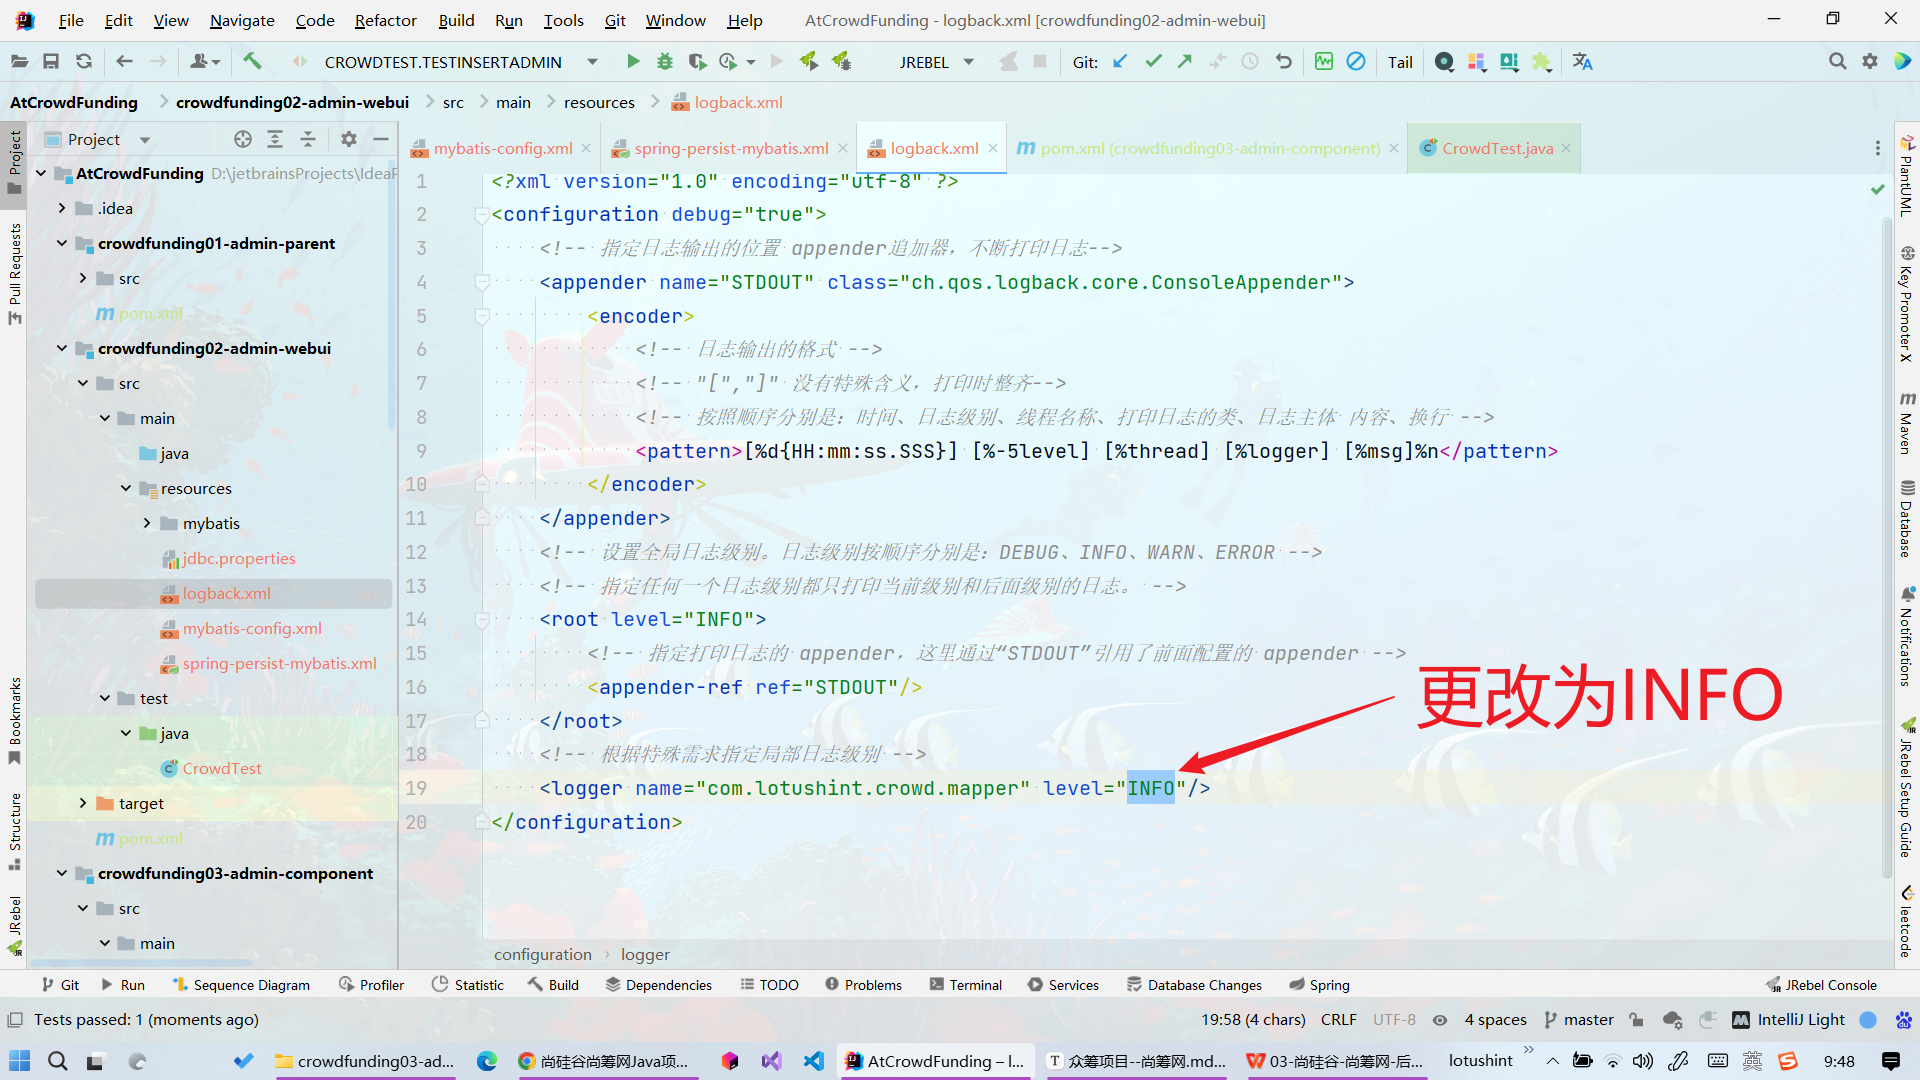 File Edit View Navigate Code Refactor Build Run Tools Git Window Help AtCrowdFunding - logback.xml [crowdfunding02-admin-webui]
CROWDTEST.TESTINSERTADMIN JREBEL Git: Tail
AtCrowdFunding crowdfunding02-admin-webui src main resources logback.xml
Project
mybatis-config.xml spring-persist-mybatis.xml logback.xml pom.xml (crowdfunding03-admin-component) CrowdTest.java
AtCrowdFunding D:\jetbrainsProjects\IdeaP
.idea
crowdfunding01-admin-parent
src
pom.xml
crowdfunding02-admin-webui
src
main
java
resources
mybatis
jdbc.properties
logback.xml
mybatis-config.xml
spring-persist-mybatis.xml
test
java
CrowdTest
target
pom.xml
crowdfunding03-admin-component
src
main
Project
Pull Requests
Bookmarks
Structure
JRebel
1 <?xml version="1.0" encoding="utf-8" ?>
2 <configuration debug="true">
3 <!-- 指定日志输出的位置 appender追加器，不断打印日志-->
4 <appender name="STDOUT" class="ch.qos.logback.core.ConsoleAppender">
5 <encoder>
6 <!-- 日志输出的格式 -->
7 <!-- "[","]" 没有特殊含义，打印时整齐-->
8 <!-- 按照顺序分别是：时间、日志级别、线程名称、打印日志的类、日志主体 内容、换行 -->
9 <pattern>[%d{HH:mm:ss.SSS}] [%-5level] [%thread] [%logger] [%msg]%n</pattern>
10 </encoder>
11 </appender>
12 <!-- 设置全局日志级别。日志级别按顺序分别是：DEBUG、INFO、WARN、ERROR -->
13 <!-- 指定任何一个日志级别都只打印当前级别和后面级别的日志。 -->
14 <root level="INFO">
15 <!-- 指定打印日志的 appender，这里通过“STDOUT”引用了前面配置的 appender -->
16 <appender-ref ref="STDOUT"/>
17 </root>
18 <!-- 根据特殊需求指定局部日志级别 -->
19 <logger name="com.lotushint.crowd.mapper" level="INFO"/>
20 </configuration>
更改为INFO
configuration › logger
PlantUML
Key Promoter X
Maven
Database
Notifications
JRebel Setup Guide
leetcode
Git Run Sequence Diagram Profiler Statistic Build Dependencies TODO Problems Terminal Services Database Changes Spring JRebel Console
Tests passed: 1 (moments ago) 19:58 (4 chars) CRLF UTF-8 4 spaces master IntelliJ Light
crowdfunding03-ad... 尚硅谷尚筹网Java项... AtCrowdFunding – l... 众筹项目--尚筹网.md... 03-尚硅谷-尚筹网-后... lotushint 英 9:48